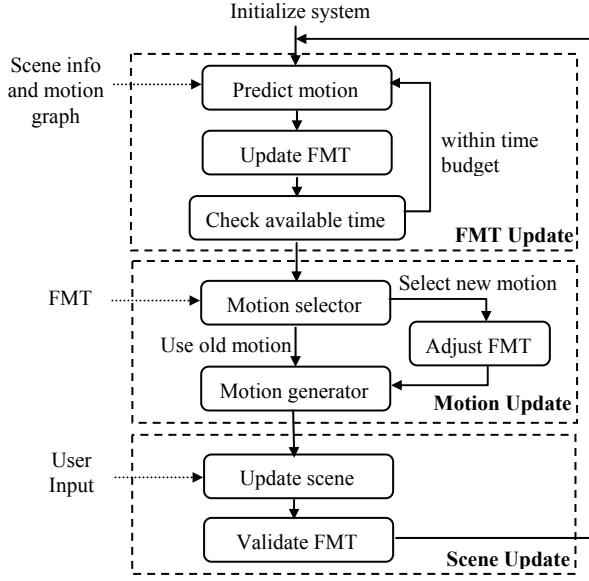 Initialize system
Scene info
and motion
graph
Predict motion
within time
budget
Update FMT
Check available time
FMT Update
FMT
Motion selector
Select new motion
Use old motion
Adjust FMT
Motion generator
Motion Update
User
Input
Update scene
Validate FMT
Scene Update